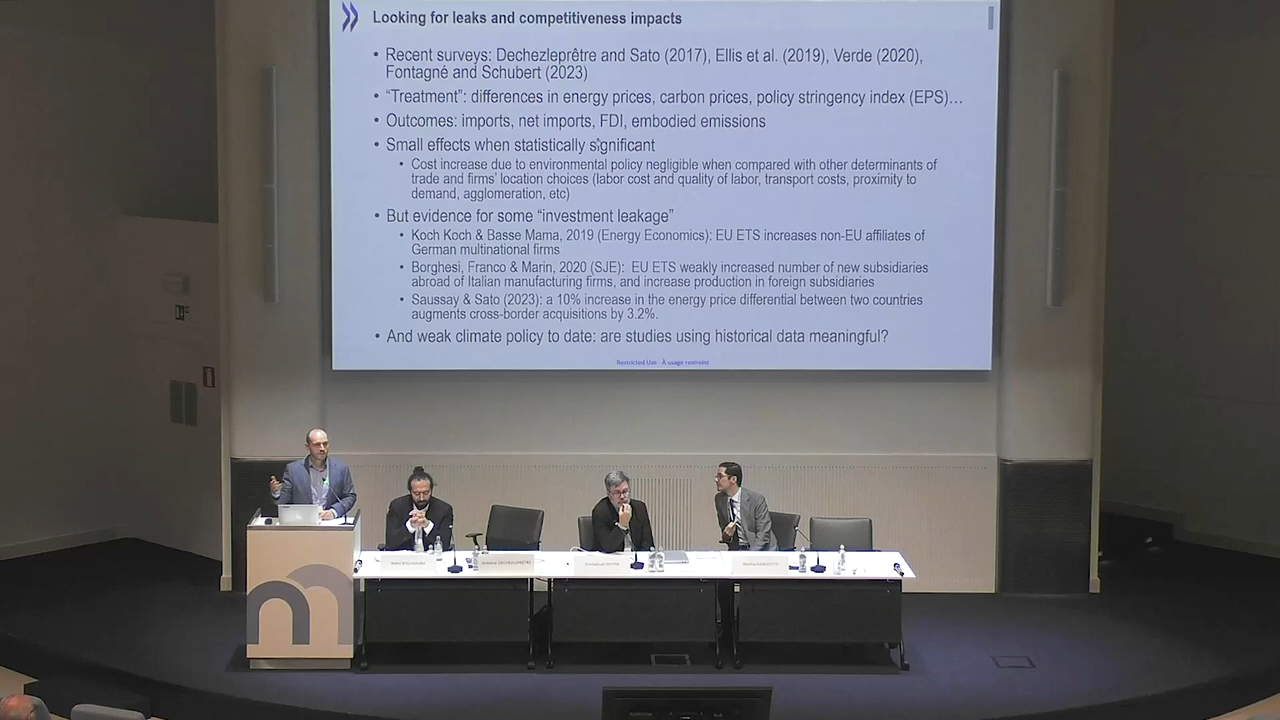 Looking for leaks and competitiveness impacts
• Recent surveys: Dechezleprêtre and Sato (2017), Ellis et al. (2019), Verde (2020),
Fontagné and Schubert (2023)
• “Treatment”: differences in energy prices, carbon prices, policy stringency index (EPS)…
• Outcomes: imports, net imports, FDI, embodied emissions
• Small effects when statistically significant
• Cost increase due to environmental policy negligible when compared with other determinants of
trade and firms’ location choices (labor cost and quality of labor, transport costs, proximity to
demand, agglomeration, etc)
• But evidence for some “investment leakage”
• Koch Koch & Basse Mama, 2019 (Energy Economics): EU ETS increases non-EU affiliates of
German multinational firms
• Borghesi, Franco & Marin, 2020 (SJE): EU ETS weakly increased number of new subsidiaries
abroad of Italian manufacturing firms, and increase production in foreign subsidiaries
• Saussay & Sato (2023): a 10% increase in the energy price differential between two countries
augments cross-border acquisitions by 3.2%.
• And weak climate policy to date: are studies using historical data meaningful?
Restricted Use - À usage restreint
DECHEZLEPRÊTRE